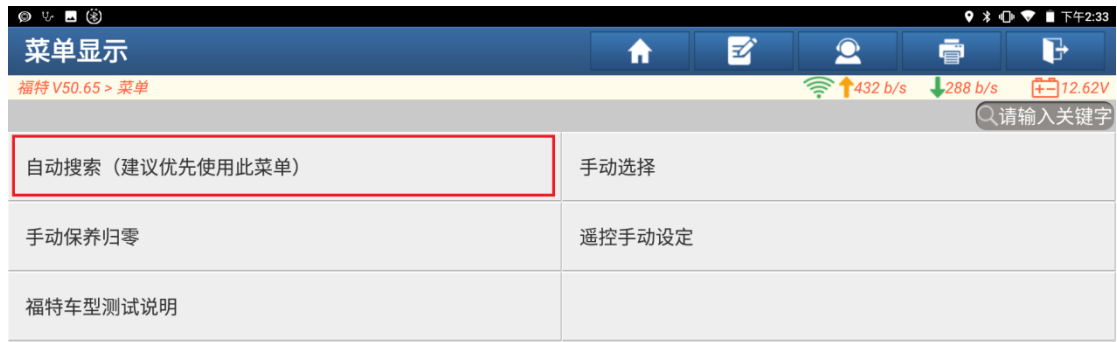 下午2:33
菜单显示
福特 V50.65 > 菜单
432 b/s 288 b/s 12.62V
请输入关键字
自动搜索（建议优先使用此菜单） 手动选择
手动保养归零 遥控手动设定
福特车型测试说明